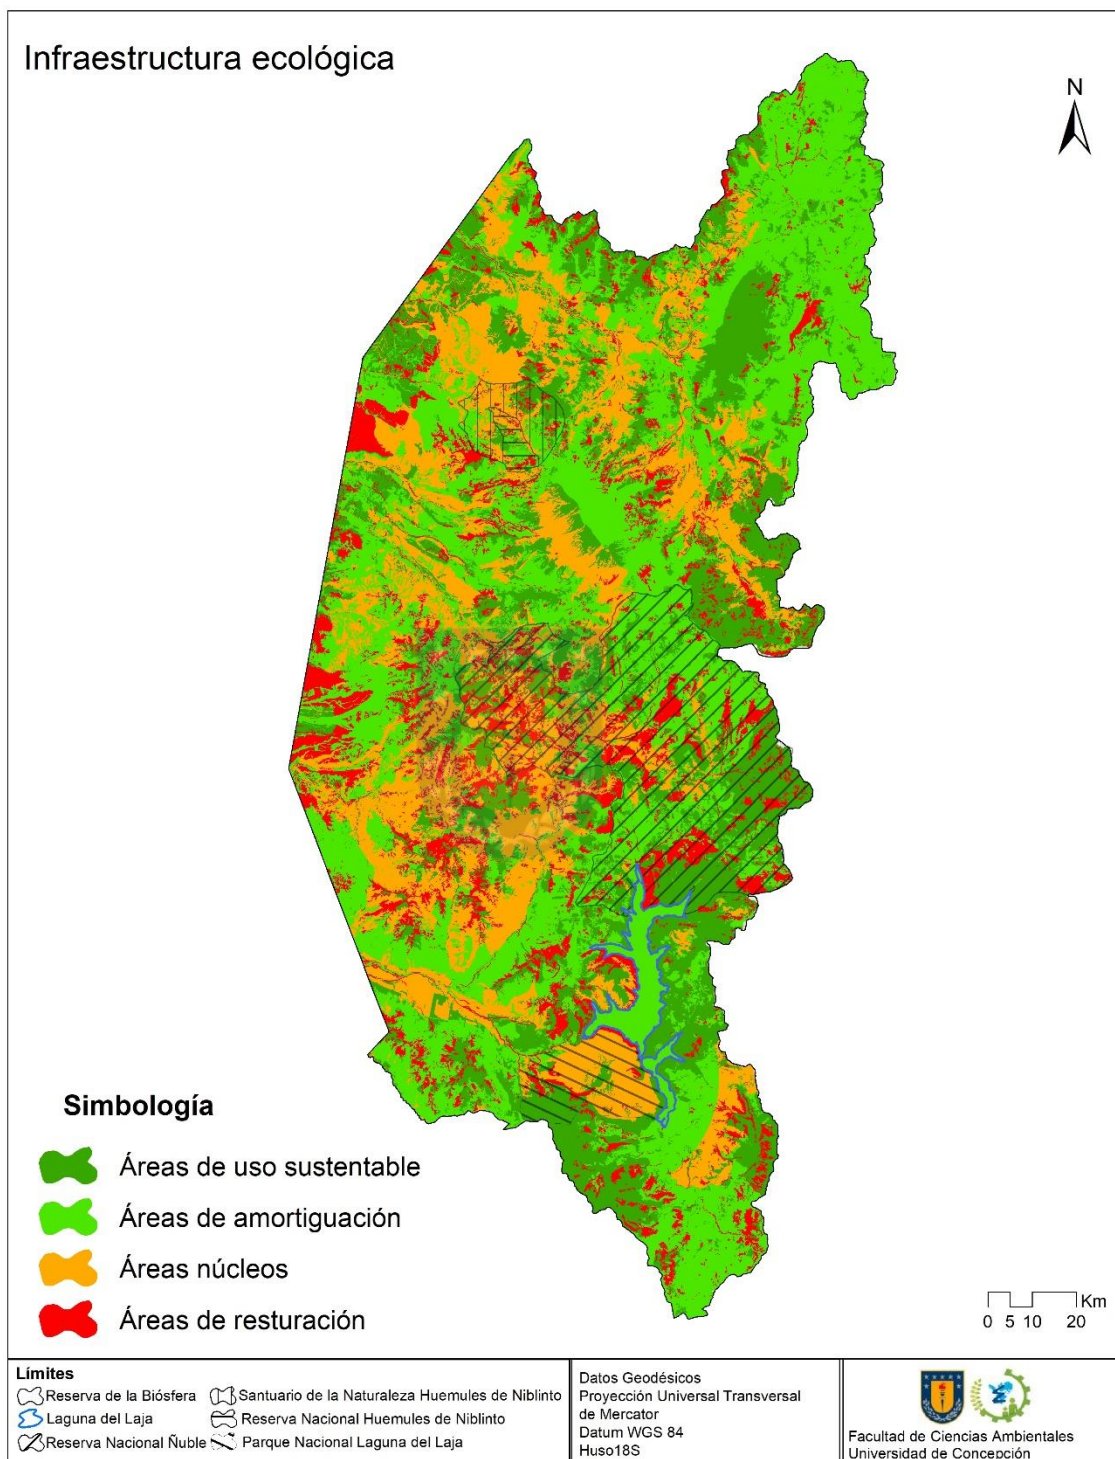 Infraestructura ecológica
N
Simbología
Áreas de uso sustentable
Áreas de amortiguación
Áreas núcleos
Áreas de resturación
Km
0 5 10 20
Límites
Reserva de la Biósfera
Santuario de la Naturaleza Huemules de Niblinto
Laguna del Laja
Reserva Nacional Huemules de Niblinto
Reserva Nacional Ñuble
Parque Nacional Laguna del Laja
Datos Geodésicos
Proyección Universal Transversal
de Mercator
Datum WGS 84
Huso18S
Facultad de Ciencias Ambientales
Universidad de Concepción